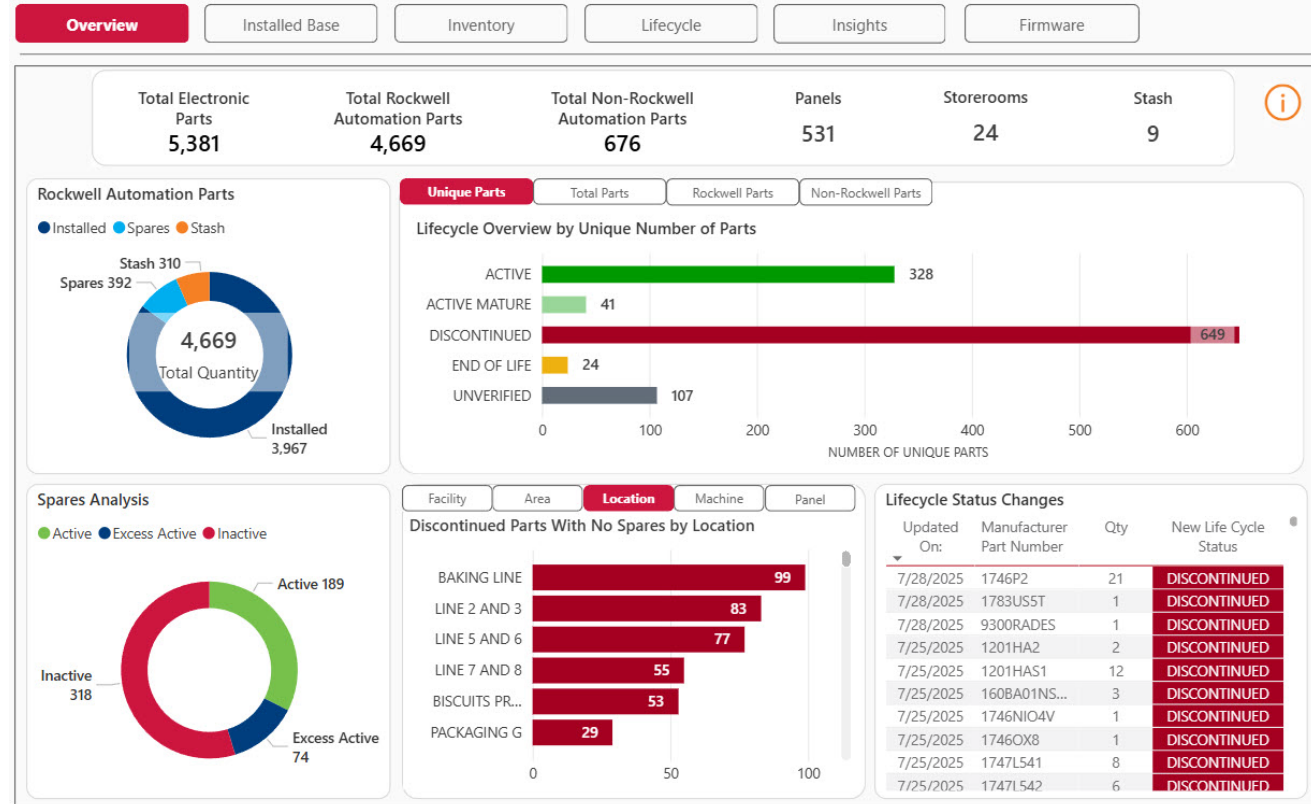 Overview
Installed Base
Inventory
Lifecycle
Insights
Firmware
Total Electronic
Parts
5,381
Total Rockwell
Automation Parts
4,669
Total Non-Rockwell
Automation Parts
676
Panels
531
Storerooms
24
Stash
9
i
Rockwell Automation Parts
Installed Spares Stash
Stash 310
Spares 392
4,669
Total Quantity
Installed
3,967
Unique Parts
Total Parts
Rockwell Parts
Non-Rockwell Parts
Lifecycle Overview by Unique Number of Parts
ACTIVE 328
ACTIVE MATURE 41
DISCONTINUED 649
END OF LIFE 24
UNVERIFIED 107
0 100 200 300 400 500 600
NUMBER OF UNIQUE PARTS
Spares Analysis
Active Excess Active Inactive
Active 189
Inactive
318
Excess Active
74
Facility
Area
Location
Machine
Panel
Discontinued Parts With No Spares by Location
BAKING LINE 99
LINE 2 AND 3 83
LINE 5 AND 6 77
LINE 7 AND 8 55
BISCUITS PR... 53
PACKAGING G 29
0 50 100
Lifecycle Status Changes
Updated On: Manufacturer Part Number Qty New Life Cycle Status
7/28/2025 1746P2 21 DISCONTINUED
7/28/2025 1783US5T 1 DISCONTINUED
7/28/2025 9300RADES 1 DISCONTINUED
7/25/2025 1201HA2 2 DISCONTINUED
7/25/2025 1201HAS1 12 DISCONTINUED
7/25/2025 160BA01NS... 3 DISCONTINUED
7/25/2025 1746NIO4V 1 DISCONTINUED
7/25/2025 1746OX8 1 DISCONTINUED
7/25/2025 1747L541 8 DISCONTINUED
7/25/2025 1747L542 6 DISCONTINUED